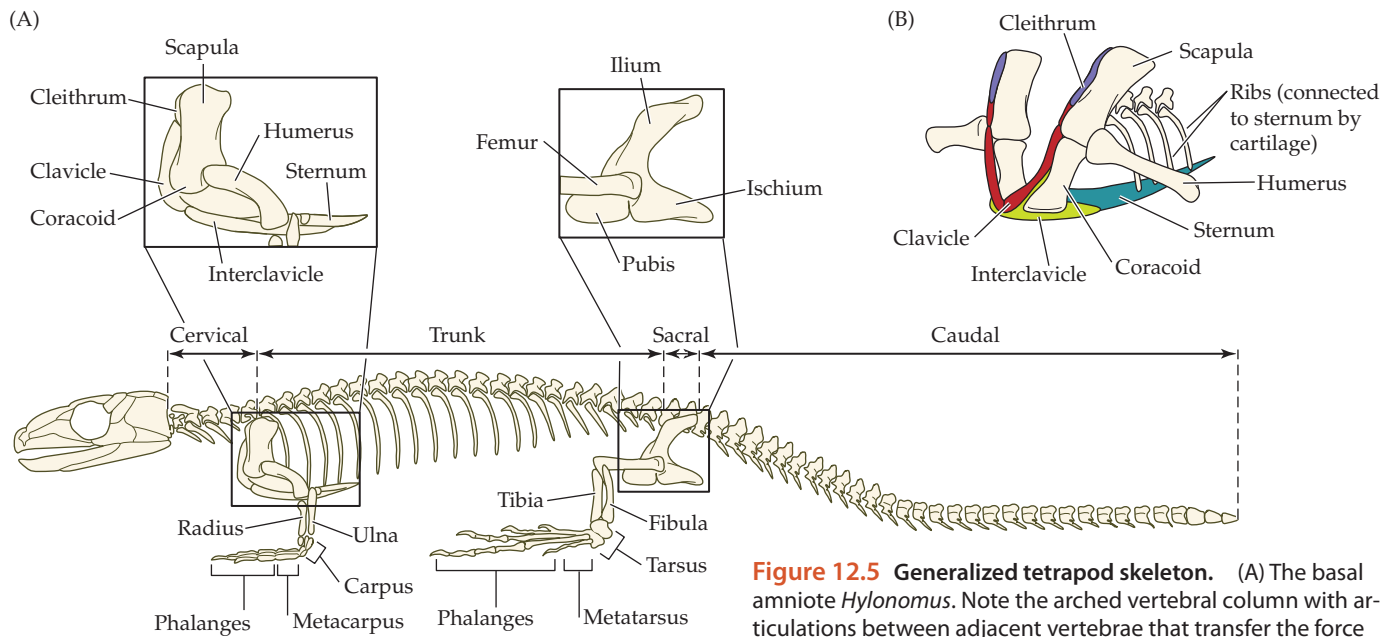 (A)
Scapula
Cleithrum
Humerus
Clavicle
Sternum
Coracoid
Interclavicle
Ilium
Femur
Ischium
Pubis
(B)
Cleithrum
Scapula
Ribs (connected
to sternum by
cartilage)
Humerus
Sternum
Clavicle
Coracoid
Interclavicle
Cervical
Trunk
Sacral
Caudal
Radius
Ulna
Carpus
Phalanges
Metacarpus
Tibia
Fibula
Tarsus
Phalanges
Metatarsus
Figure 12.5 Generalized tetrapod skeleton. (A) The basal
amniote Hylonomus. Note the arched vertebral column with ar-
ticulations between adjacent vertebrae that transfer the force